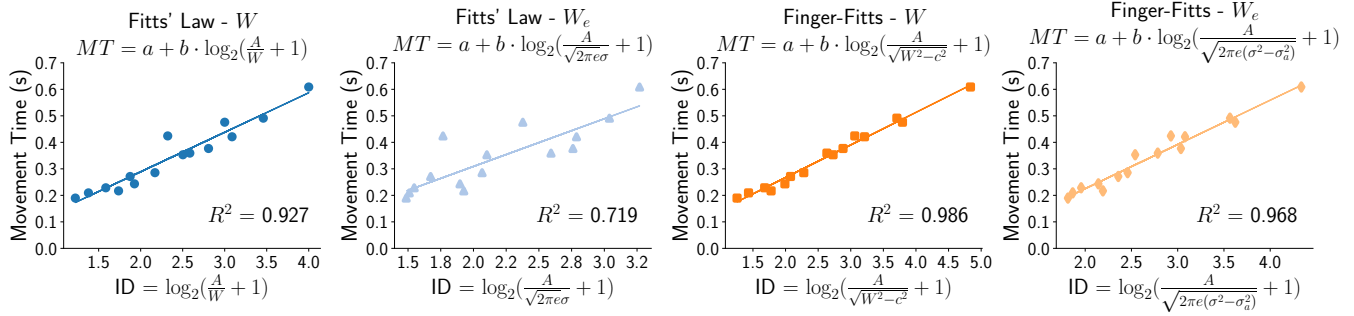 Fitts' Law - W
MT = a + b · log₂(A/W + 1)
Movement Time (s)
0.7
0.6
0.5
0.4
0.3
0.2
0.1
0.0
R² = 0.927
1.5 2.0 2.5 3.0 3.5 4.0
ID = log₂(A/W + 1)
Fitts' Law - Wₑ
MT = a + b · log₂(A/√(2πe)σ + 1)
Movement Time (s)
0.7
0.6
0.5
0.4
0.3
0.2
0.1
0.0
R² = 0.719
1.5 1.8 2.1 2.4 2.6 2.9 3.2
ID = log₂(A/√(2πe)σ + 1)
Finger-Fitts - W
MT = a + b · log₂(A/√(W²−c²) + 1)
Movement Time (s)
0.7
0.6
0.5
0.4
0.3
0.2
0.1
0.0
R² = 0.986
1.5 2.0 2.5 3.0 3.5 4.0 4.5 5.0
ID = log₂(A/√(W²−c²) + 1)
Finger-Fitts - Wₑ
MT = a + b · log₂(A/√(2πe(σ²−σₐ²)) + 1)
Movement Time (s)
0.7
0.6
0.5
0.4
0.3
0.2
0.1
0.0
R² = 0.968
2.0 2.5 3.0 3.5 4.0
ID = log₂(A/√(2πe(σ²−σₐ²)) + 1)